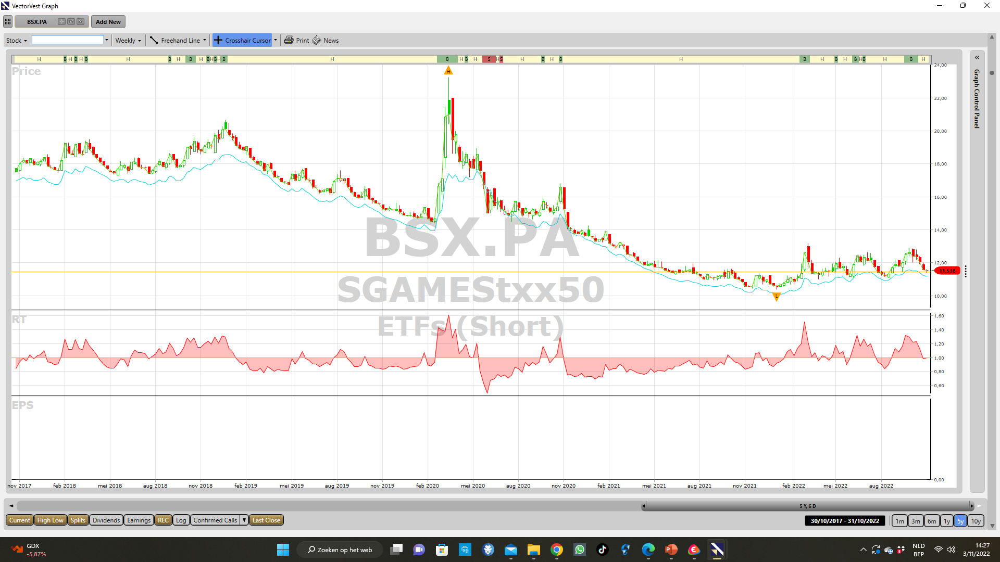 VectorVest Graph
BSX.PA Add New
Stock Weekly Freehand Line Crosshair Cursor Print News
H B H B H B H B H B H B H B H B H B H B H S H S H B H B H B H B H B H B H B H
Price
H
24,00
22,00
20,00
18,00
16,00
14,00
12,00
11,538
10,00
L
BSX.PA
SGAMEStxx50
ETFs (Short)
RT
1,60
1,40
1,20
1,00
0,80
0,60
EPS
0,00
nov 2017 feb 2018 mei 2018 aug 2018 nov 2018 feb 2019 mei 2019 aug 2019 nov 2019 feb 2020 mei 2020 aug 2020 nov 2020 feb 2021 mei 2021 aug 2021 nov 2021 feb 2022 mei 2022 aug 2022
Graph Control Panel
5 Y, 6 D
Current High Low Splits Dividends Earnings REC Log Confirmed Calls Last Close
30/10/2017 - 31/10/2022 1m 3m 6m 1y 5y 10y
GDX
-5,87%
Zoeken op het web
NLD
BEP
14:27
3/11/2022